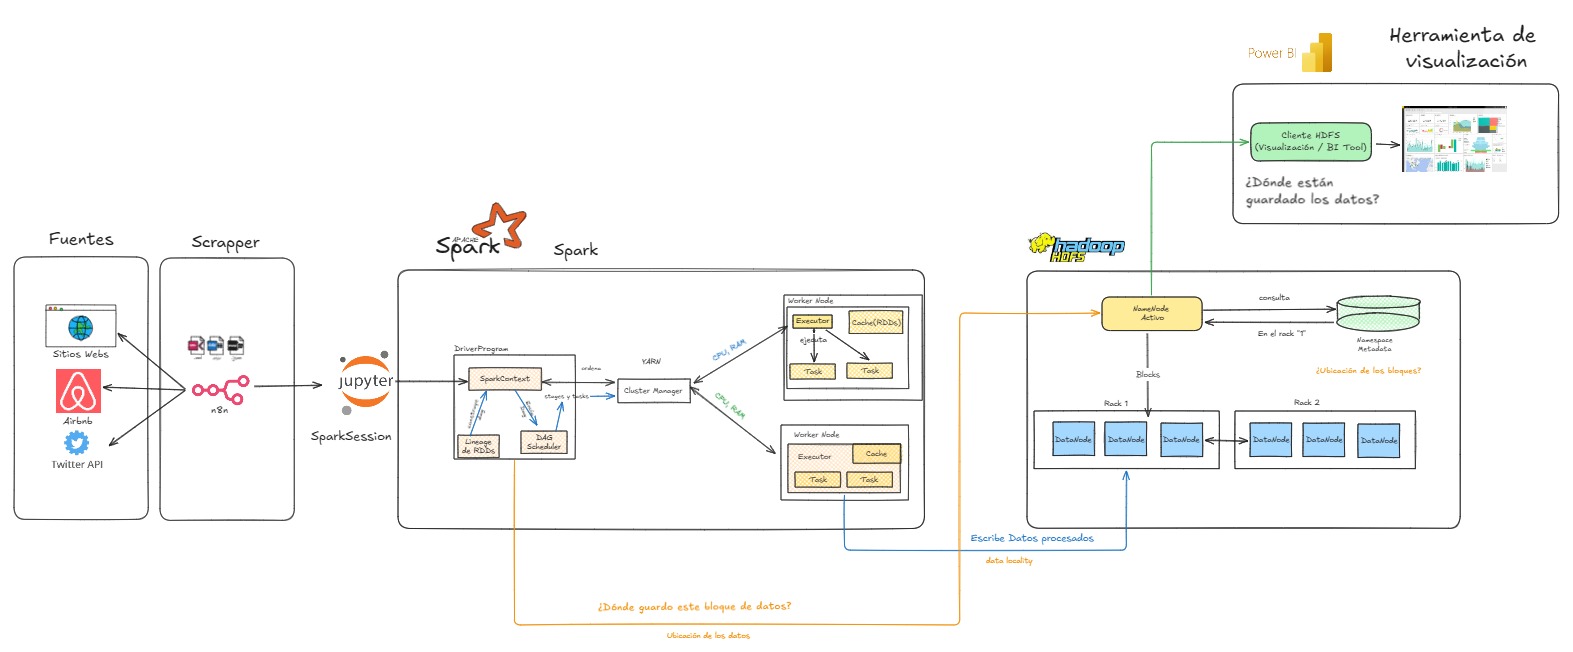 Power BI
Herramienta de
visualización
Cliente HDFS
(Visualización / BI Tool)
¿Dónde están
guardado los datos?
Fuentes
Sitios Webs
Airbnb
Twitter API
Scrapper
n8n
jupyter
SparkSession
APACHE
Spark
Spark
DriverProgram
SparkContext
Lineage
de RDDs
DAG
Scheduler
ordena
stages y tasks
YARN
Cluster Manager
CPU, RAM
CPU, RAM
Worker Node
Executor
Cache(RDDs)
ejecuta
Task
Task
Worker Node
Executor
Cache
Task
Task
hadoop
HDFS
NameNode
Activo
consulta
En el rack "1"
Namespace
Metadata
¿Ubicación de los bloques?
Blocks
Rack 1
Rack 2
DataNode
DataNode
DataNode
DataNode
DataNode
DataNode
Escribe Datos procesados
data locality
¿Dónde guardo este bloque de datos?
Ubicación de los datos